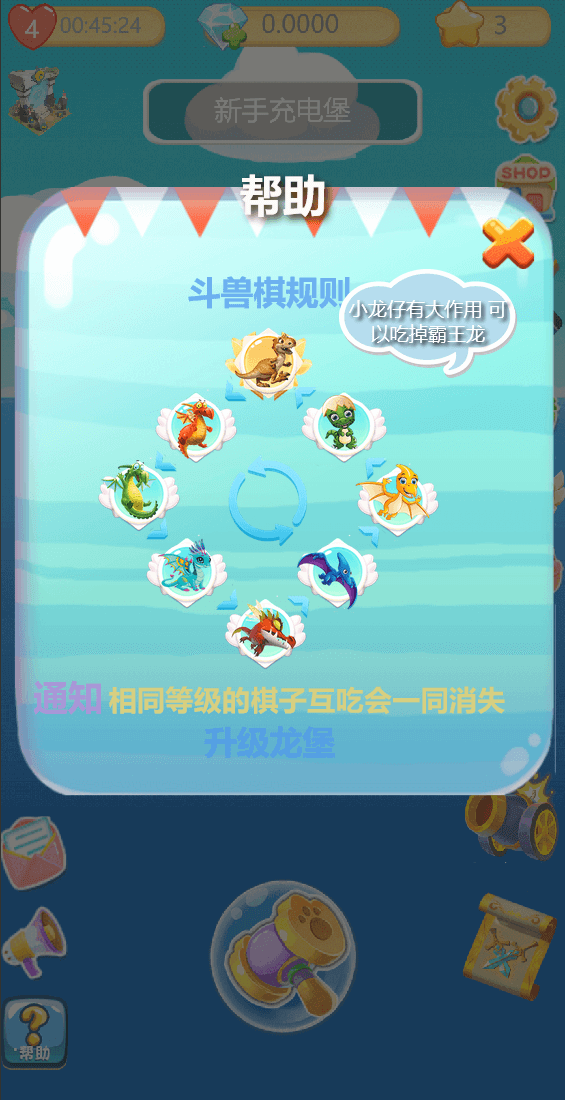 4
00:45:24
0.0000
3
新手充电堡
SHOP
帮助
斗兽棋规则
小龙仔有大作用 可
以吃掉霸王龙
通知 相同等级的棋子互吃会一同消失
升级龙堡
帮助